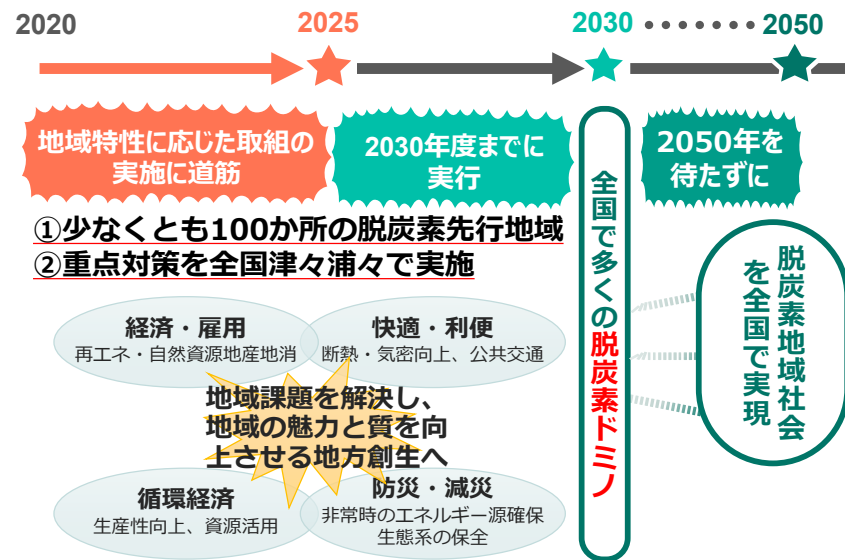 2020
2025
2030
2050
地域特性に応じた取組の
実施に道筋
2030年度までに
実行
2050年を
待たずに
①少なくとも100か所の脱炭素先行地域
②重点対策を全国津々浦々で実施
経済・雇用
再エネ・自然資源地産地消
快適・利便
断熱・気密向上、公共交通
地域課題を解決し、
地域の魅力と質を向
上させる地方創生へ
循環経済
生産性向上、資源活用
防災・減災
非常時のエネルギー源確保
生態系の保全
全国で多くの脱炭素ドミノ
脱炭素地域社会
を全国で実現